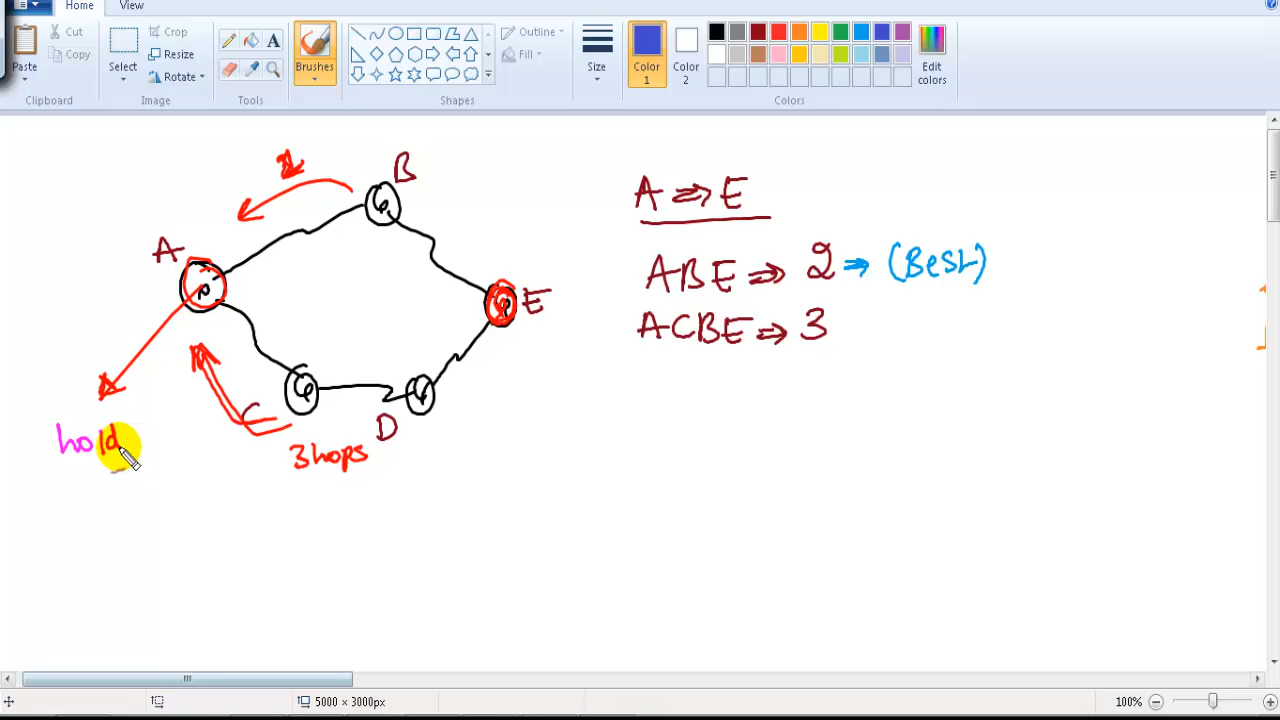 Home View
Cut
Copy
Paste
Clipboard
Select
Crop
Resize
Rotate
Image
A
Tools
Brushes
Outline
Fill
Shapes
Size
Color 1
Color 2
Edit colors
Colors
B
A
E
C
D
3hops
hold
A ⇒ E
ABE ⇒ 2 ⇒ (BeSt)
ACBE ⇒ 3
5000 × 3000px
100%